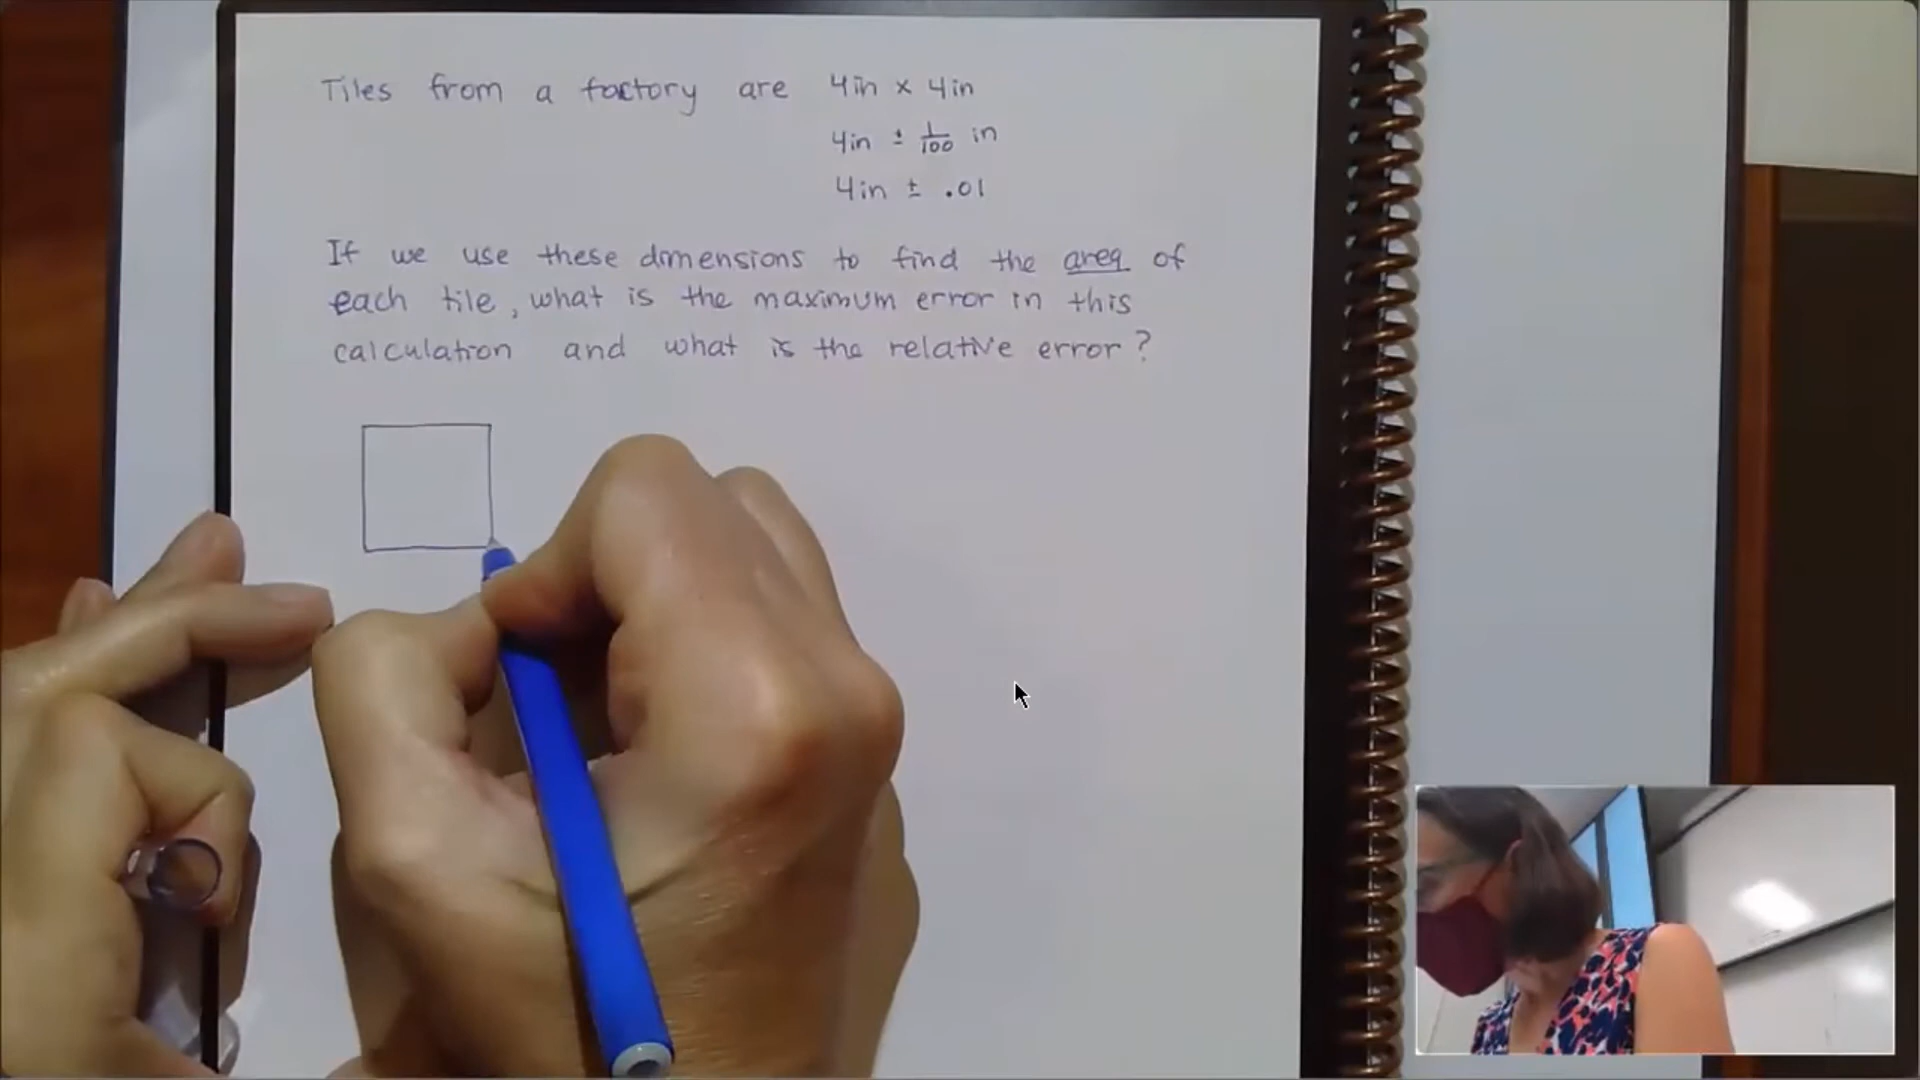 Tiles from a factory are 4in x 4in
4in ± 1/100 in
4in ± .01
If we use these dimensions to find the area of
each tile, what is the maximum error in this
calculation and what is the relative error?